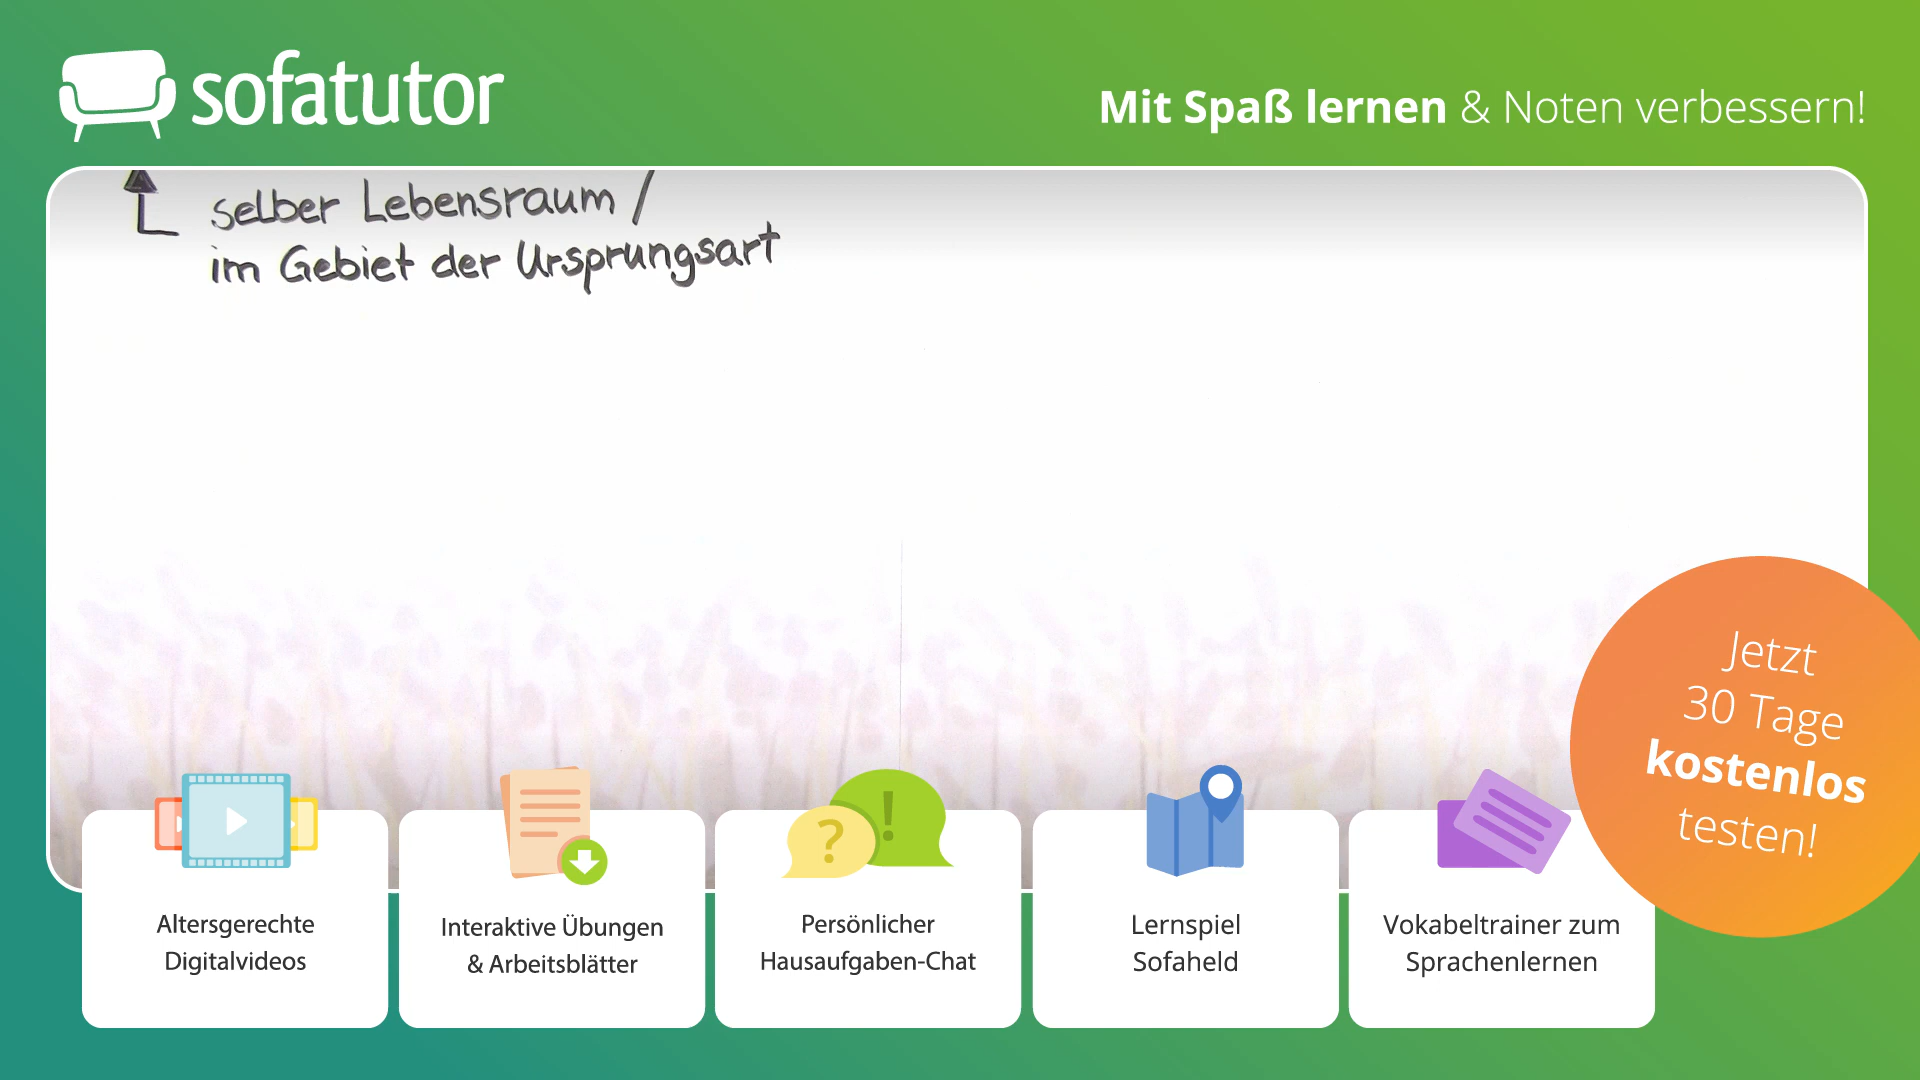 sofatutor
Mit Spaß lernen & Noten verbessern!
selber Lebensraum /
im Gebiet der Ursprungsart
Jetzt
30 Tage
kostenlos
testen!
?
!
Altersgerechte
Digitalvideos
Interaktive Übungen
& Arbeitsblätter
Persönlicher
Hausaufgaben-Chat
Lernspiel
Sofaheld
Vokabeltrainer zum
Sprachenlernen